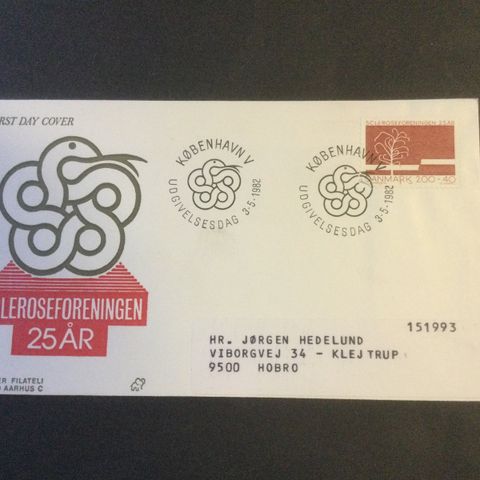 RST DAY COVER
LEROSEFORENINGEN
25 ÅR
ER FILATELI
AARHUS C
KØBENHAVN V
UDGIVELSESDAG 3-5-1982
KØBENHAVN V
UDGIVELSESDAG 3-5-1982
SCLEROSEFORENINGEN 25 ÅR
DANMARK 200+40
151993
HR. JØRGEN HEDELUND
VIBORGVEJ 34 - KLEJTRUP
9500 HOBRO